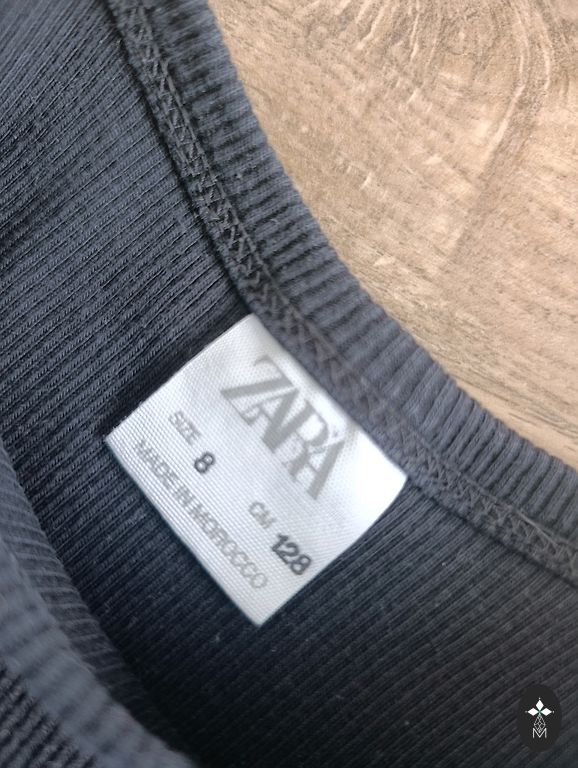 ZARA
SIZE 8 CM 128
MADE IN MOROCCO
M